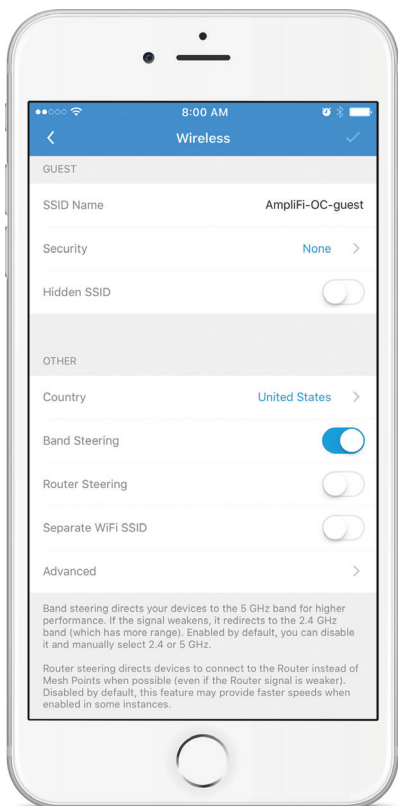 8:00 AM
Wireless
GUEST
SSID Name AmpliFi-OC-guest
Security None
Hidden SSID
OTHER
Country United States
Band Steering
Router Steering
Separate WiFi SSID
Advanced
Band steering directs your devices to the 5 GHz band for higher
performance. If the signal weakens, it redirects to the 2.4 GHz
band (which has more range). Enabled by default, you can disable
it and manually select 2.4 or 5 GHz.
Router steering directs devices to connect to the Router instead of
Mesh Points when possible (even if the Router signal is weaker).
Disabled by default, this feature may provide faster speeds when
enabled in some instances.